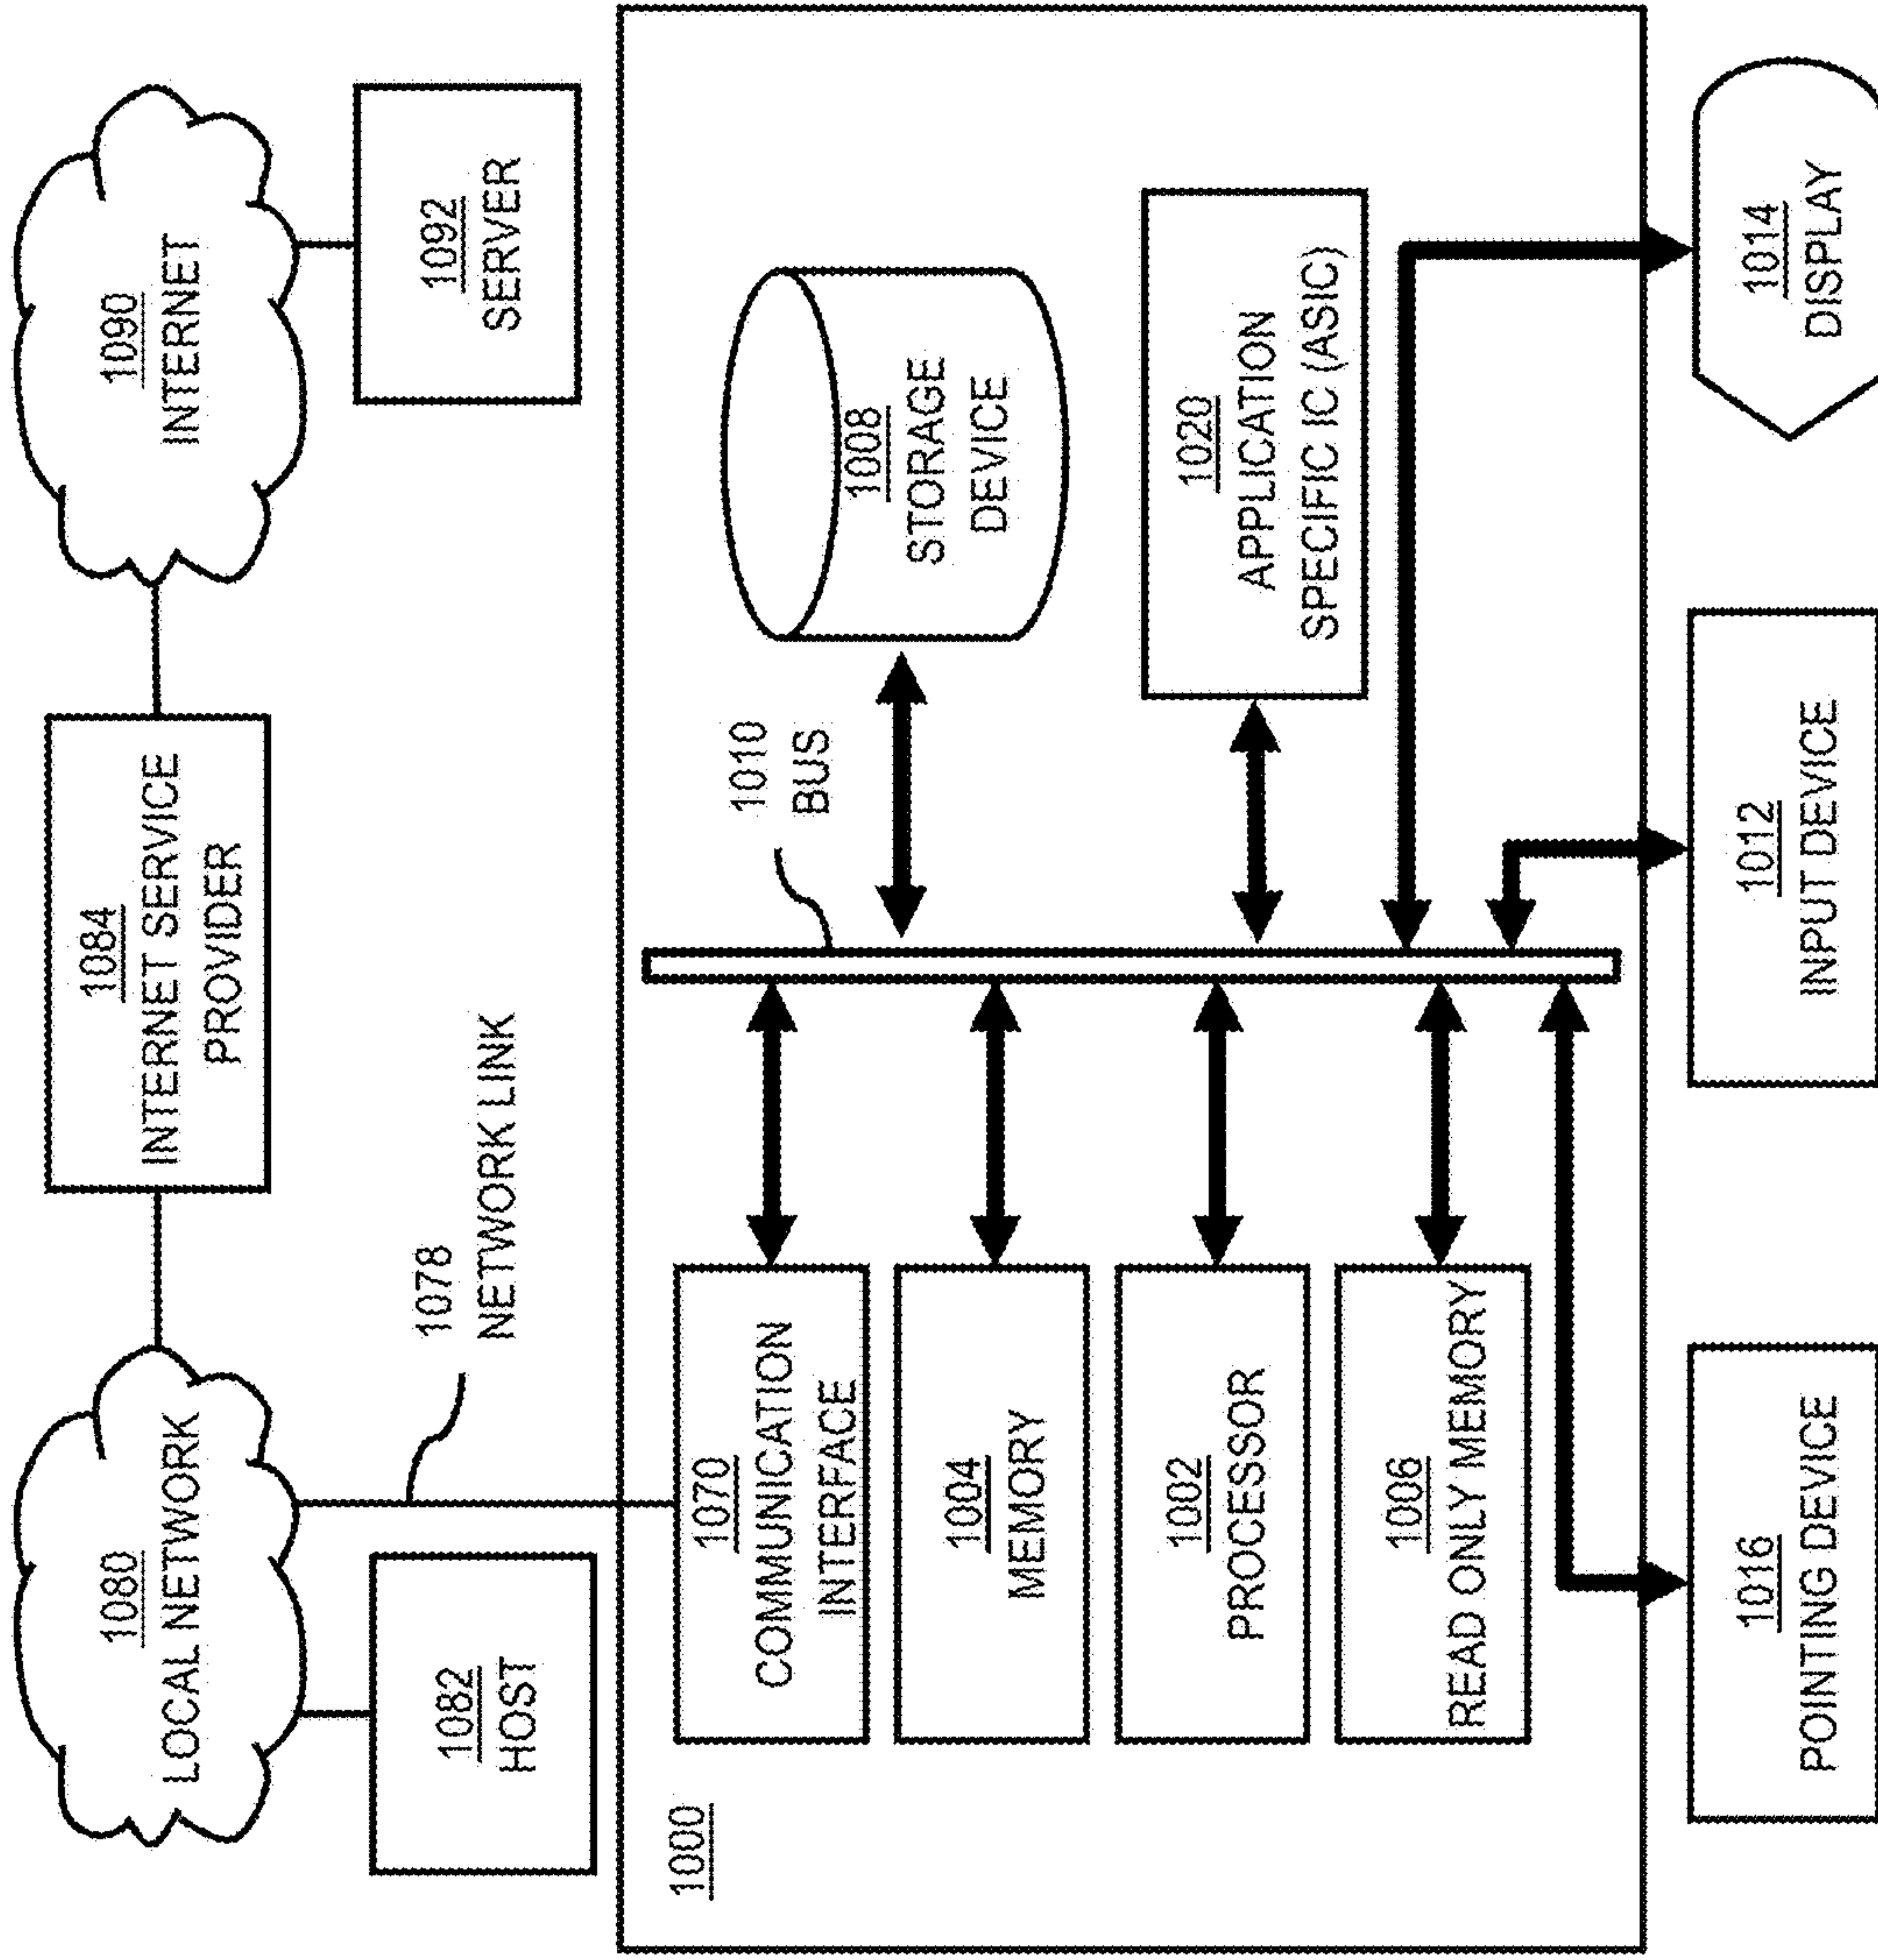 1080
LOCAL NETWORK
1084
INTERNET SERVICE
PROVIDER
1090
INTERNET
1082
HOST
1078
NETWORK LINK
1092
SERVER
1000
1070
COMMUNICATION
INTERFACE
1010
BUS
1008
STORAGE
DEVICE
1004
MEMORY
1002
PROCESSOR
1020
APPLICATION
SPECIFIC IC (ASIC)
1006
READ ONLY MEMORY
1016
POINTING DEVICE
1012
INPUT DEVICE
1014
DISPLAY